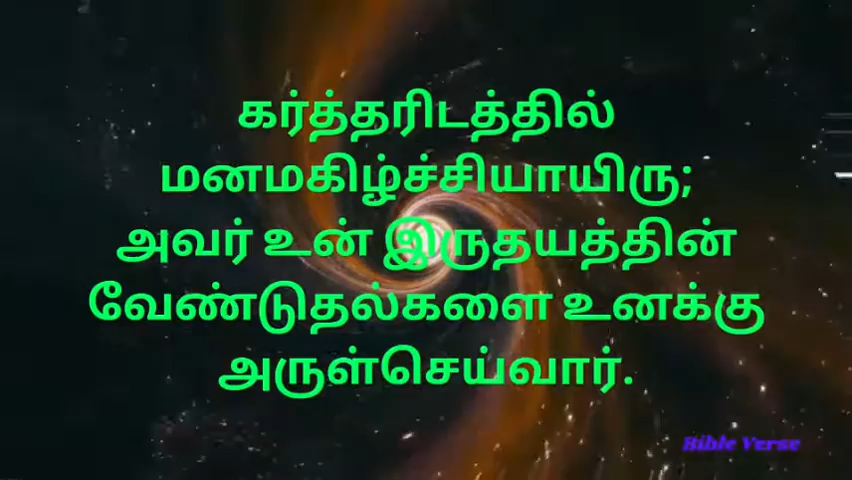 கர்த்தரிடத்தில்
மனமகிழ்ச்சியாயிரு;
அவர் உன் இருதயத்தின்
வேண்டுதல்களை உனக்கு
அருள்செய்வார்.
Bible Verse